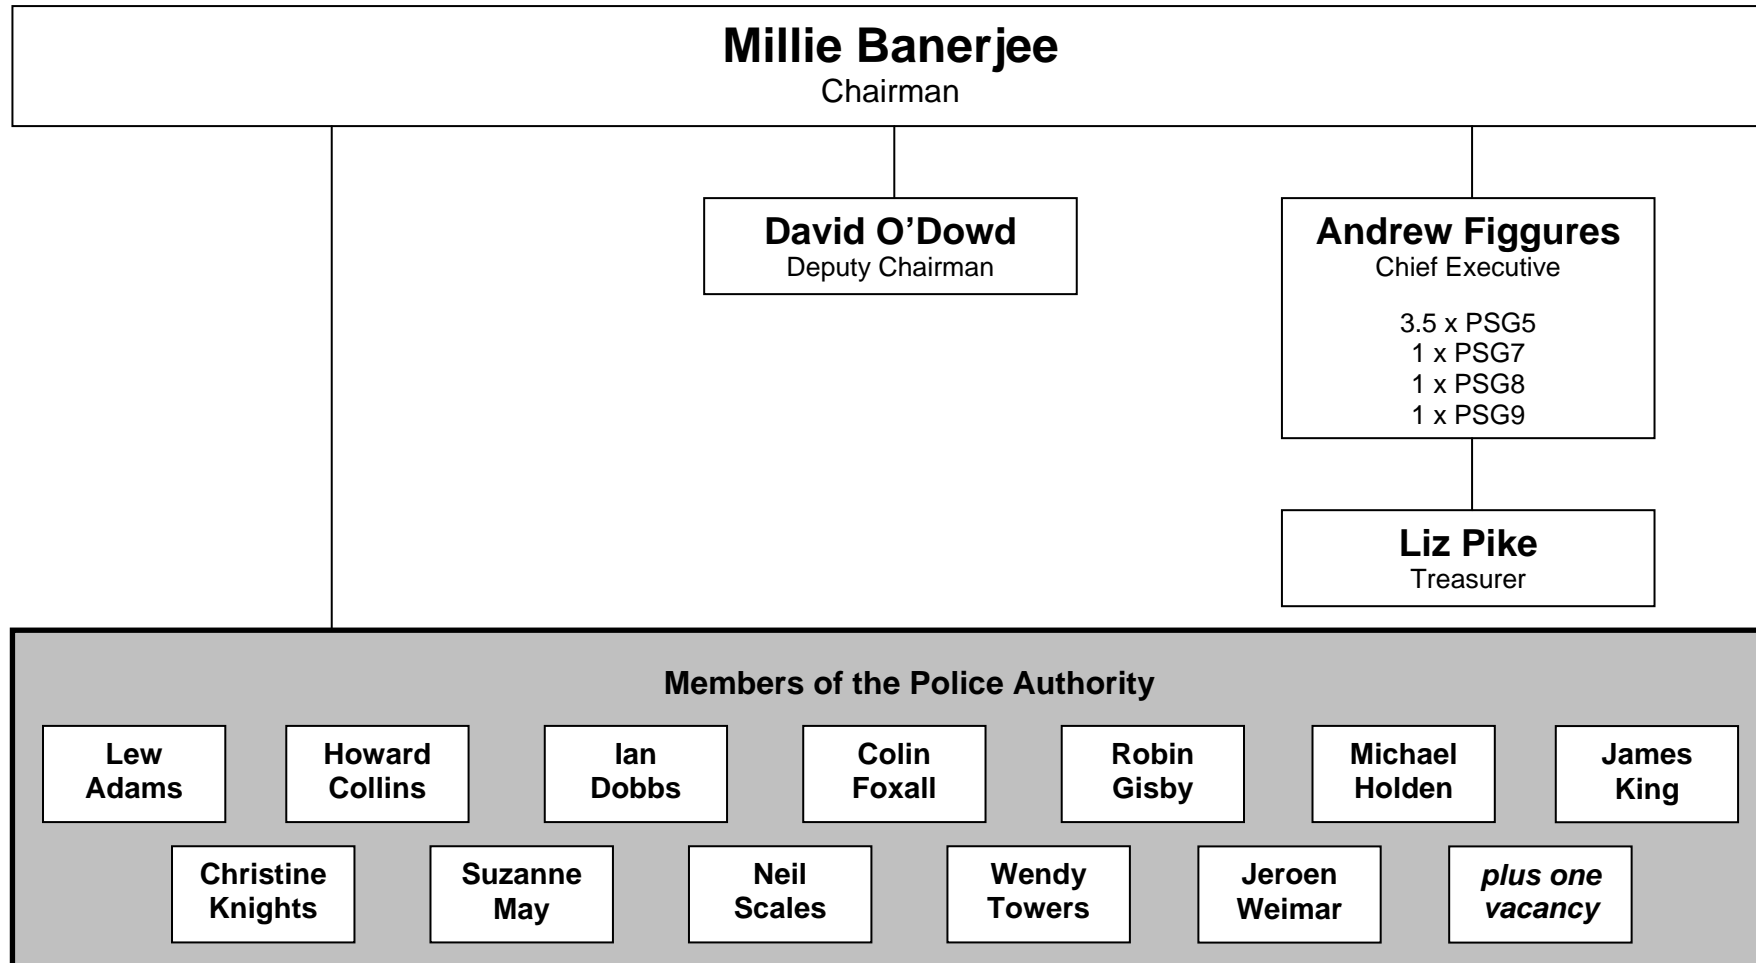 Millie Banerjee
Chairman
David O’Dowd
Deputy Chairman
Andrew Figgures
Chief Executive
3.5 x PSG5
1 x PSG7
1 x PSG8
1 x PSG9
Liz Pike
Treasurer
Members of the Police Authority
Lew
Adams
Howard
Collins
Ian
Dobbs
Colin
Foxall
Robin
Gisby
Michael
Holden
James
King
Christine
Knights
Suzanne
May
Neil
Scales
Wendy
Towers
Jeroen
Weimar
plus one
vacancy